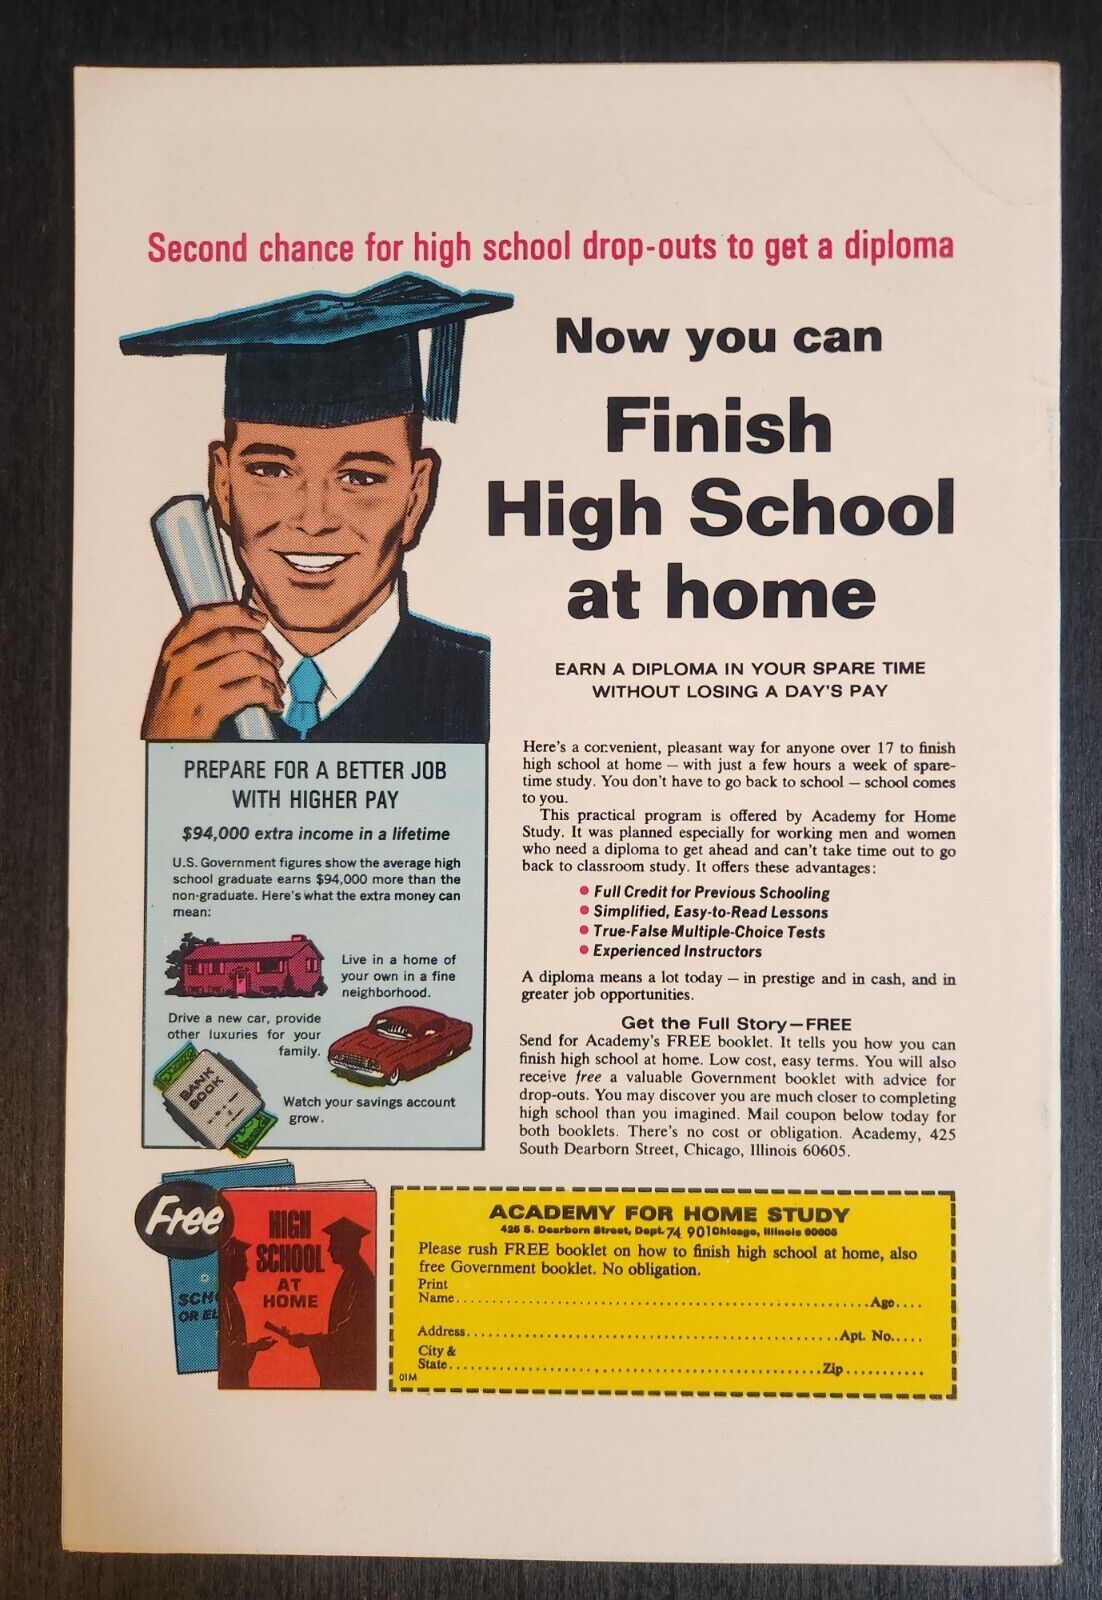 Second chance for high school drop-outs to get a diploma
Now you can
Finish
High School
at home
EARN A DIPLOMA IN YOUR SPARE TIME
WITHOUT LOSING A DAY'S PAY
PREPARE FOR A BETTER JOB
WITH HIGHER PAY
$94,000 extra income in a lifetime
U.S. Government figures show the average high
school graduate earns $94,000 more than the
non-graduate. Here's what the extra money can
mean:
Live in a home of
your own in a fine
neighborhood.
Drive a new car, provide
other luxuries for your
family.
BANK
BOOK
Watch your savings account
grow.
Here's a convenient, pleasant way for anyone over 17 to finish
high school at home — with just a few hours a week of spare-
time study. You don't have to go back to school — school comes
to you.
This practical program is offered by Academy for Home
Study. It was planned especially for working men and women
who need a diploma to get ahead and can't take time out to go
back to classroom study. It offers these advantages:
• Full Credit for Previous Schooling
• Simplified, Easy-to-Read Lessons
• True-False Multiple-Choice Tests
• Experienced Instructors
A diploma means a lot today — in prestige and in cash, and in
greater job opportunities.
Get the Full Story—FREE
Send for Academy's FREE booklet. It tells you how you can
finish high school at home. Low cost, easy terms. You will also
receive free a valuable Government booklet with advice for
drop-outs. You may discover you are much closer to completing
high school than you imagined. Mail coupon below today for
both booklets. There's no cost or obligation. Academy, 425
South Dearborn Street, Chicago, Illinois 60605.
Free
SCHO
OR EL
HIGH
SCHOOL
AT
HOME
ACADEMY FOR HOME STUDY
425 S. Dearborn Street, Dept. 74 901 Chicago, Illinois 60605
Please rush FREE booklet on how to finish high school at home, also
free Government booklet. No obligation.
Print
Name..........Age....
Address..........Apt. No.....
City &
State..........Zip..........
01M